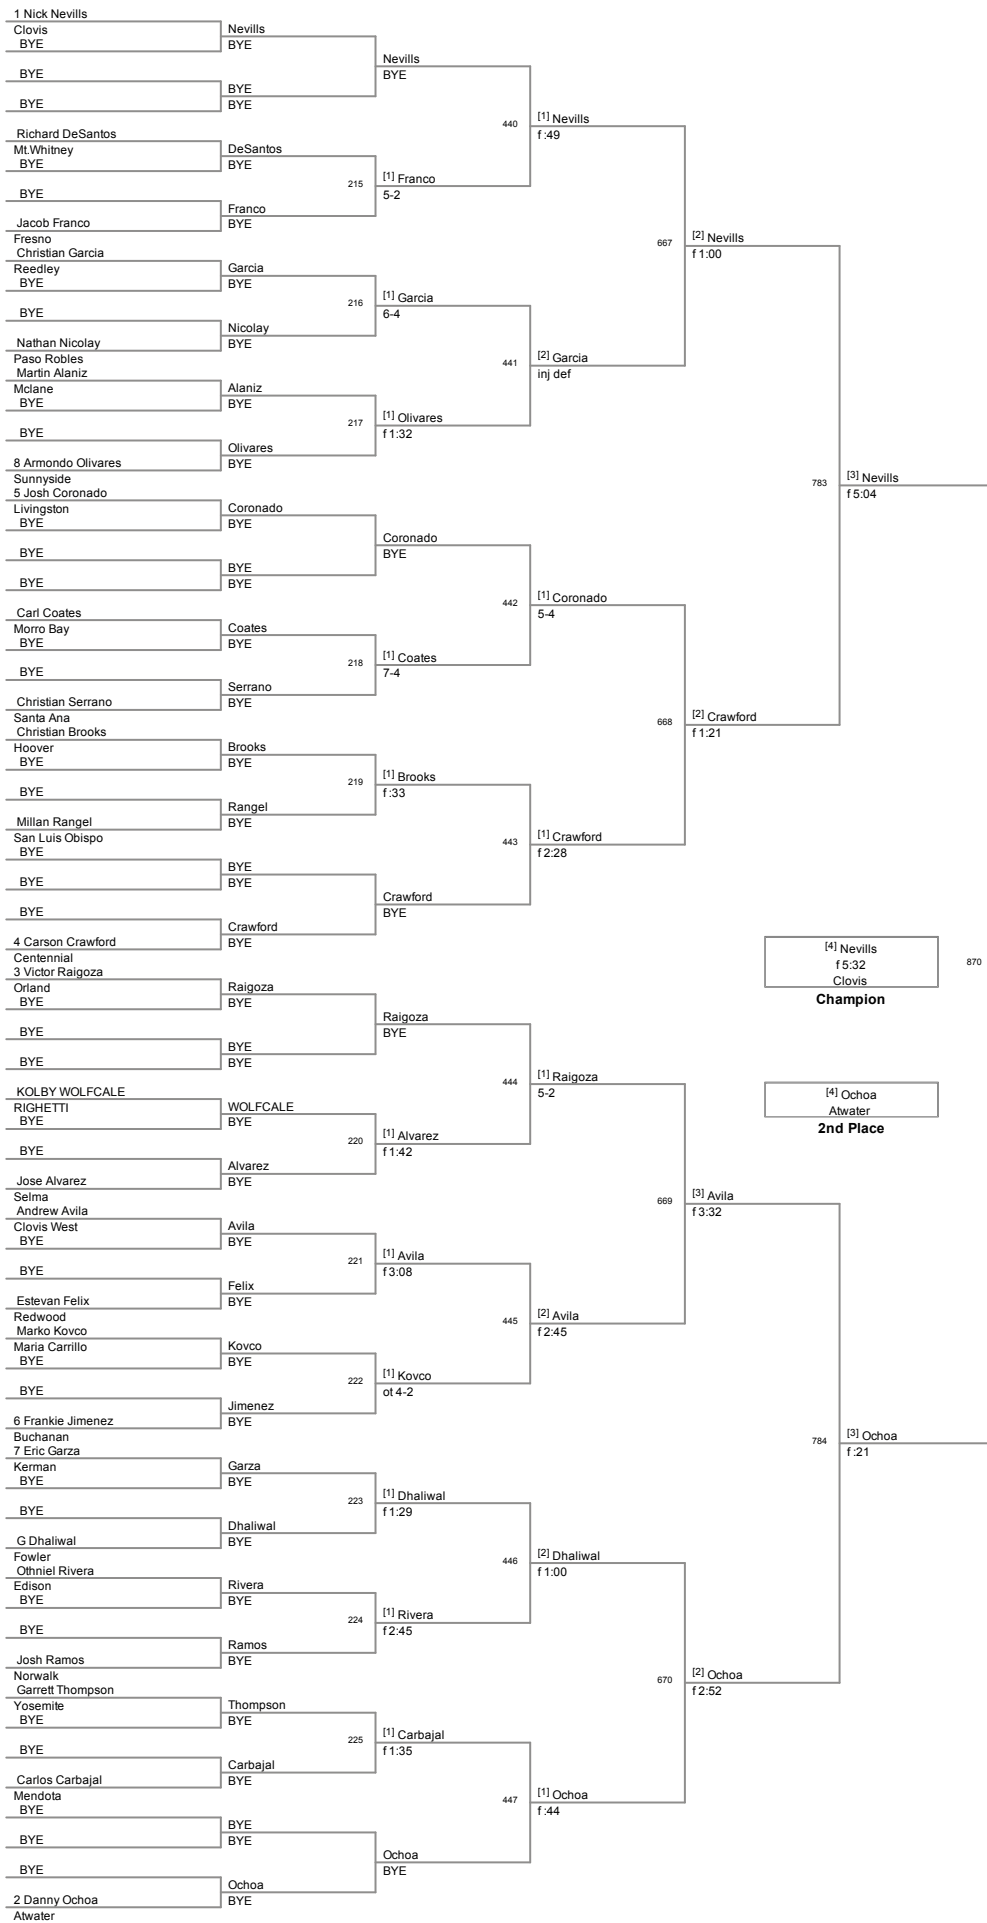 1 Nick Nevills
Clovis
BYE
BYE
BYE
Richard DeSantos
Mt.Whitney
BYE
BYE
Jacob Franco
Fresno
Christian Garcia
Reedley
BYE
BYE
Nathan Nicolay
Paso Robles
Martin Alaniz
Mclane
BYE
BYE
8 Armondo Olivares
Sunnyside
5 Josh Coronado
Livingston
BYE
BYE
BYE
Carl Coates
Morro Bay
BYE
BYE
Christian Serrano
Santa Ana
Christian Brooks
Hoover
BYE
BYE
Millan Rangel
San Luis Obispo
BYE
BYE
BYE
4 Carson Crawford
Centennial
3 Victor Raigoza
Orland
BYE
BYE
BYE
KOLBY WOLFCALE
RIGHETTI
BYE
BYE
Jose Alvarez
Selma
Andrew Avila
Clovis West
BYE
BYE
Estevan Felix
Redwood
Marko Kovco
Maria Carrillo
BYE
BYE
6 Frankie Jimenez
Buchanan
7 Eric Garza
Kerman
BYE
BYE
G Dhaliwal
Fowler
Othniel Rivera
Edison
BYE
BYE
Josh Ramos
Norwalk
Garrett Thompson
Yosemite
BYE
BYE
Carlos Carbajal
Mendota
BYE
BYE
BYE
2 Danny Ochoa
Atwater
Nevills
BYE
BYE
BYE
DeSantos
BYE
Franco
BYE
Garcia
BYE
Nicolay
BYE
Alaniz
BYE
Olivares
BYE
Coronado
BYE
BYE
BYE
Coates
BYE
Serrano
BYE
Brooks
BYE
Rangel
BYE
BYE
BYE
Crawford
BYE
Raigoza
BYE
BYE
BYE
WOLFCALE
BYE
Alvarez
BYE
Avila
BYE
Felix
BYE
Kovco
BYE
Jimenez
BYE
Garza
BYE
Dhaliwal
BYE
Rivera
BYE
Ramos
BYE
Thompson
BYE
Carbajal
BYE
BYE
BYE
Ochoa
BYE
Nevills
BYE
215
[1] Franco
5-2
216
[1] Garcia
6-4
217
[1] Olivares
f 1:32
Coronado
BYE
218
[1] Coates
7-4
219
[1] Brooks
f :33
Crawford
BYE
Raigoza
BYE
220
[1] Alvarez
f 1:42
221
[1] Avila
f 3:08
222
[1] Kovco
ot 4-2
223
[1] Dhaliwal
f 1:29
224
[1] Rivera
f 2:45
225
[1] Carbajal
f 1:35
Ochoa
BYE
440
[1] Nevills
f :49
441
[2] Garcia
inj def
442
[1] Coronado
5-4
443
[1] Crawford
f 2:28
444
[1] Raigoza
5-2
445
[2] Avila
f 2:45
446
[2] Dhaliwal
f 1:00
447
[1] Ochoa
f :44
667
[2] Nevills
f 1:00
668
[2] Crawford
f 1:21
669
[3] Avila
f 3:32
670
[2] Ochoa
f 2:52
783
[3] Nevills
f 5:04
784
[3] Ochoa
f :21
[4] Nevills
f 5:32
Clovis
Champion
870
[4] Ochoa
Atwater
2nd Place